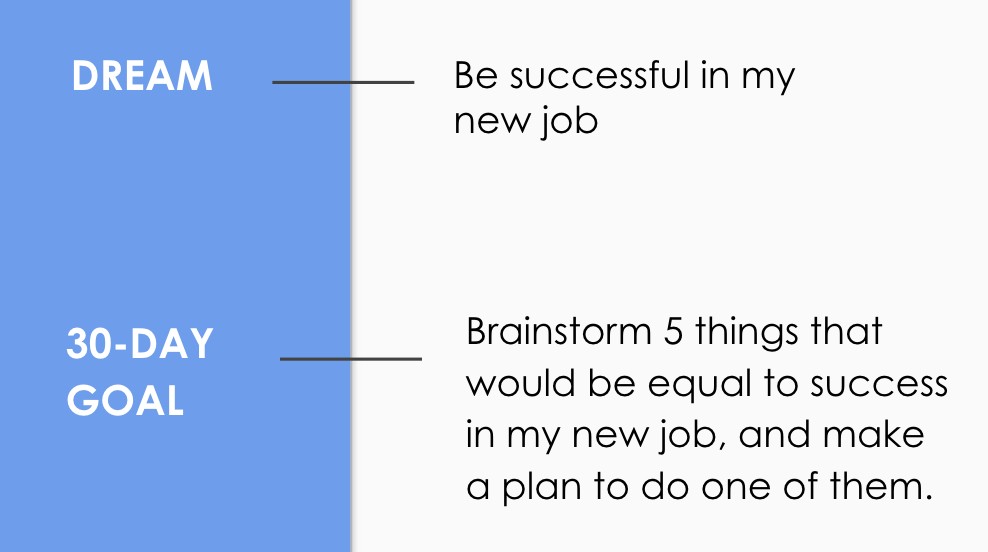 DREAM
Be successful in my
new job
30-DAY
GOAL
Brainstorm 5 things that
would be equal to success
in my new job, and make
a plan to do one of them.